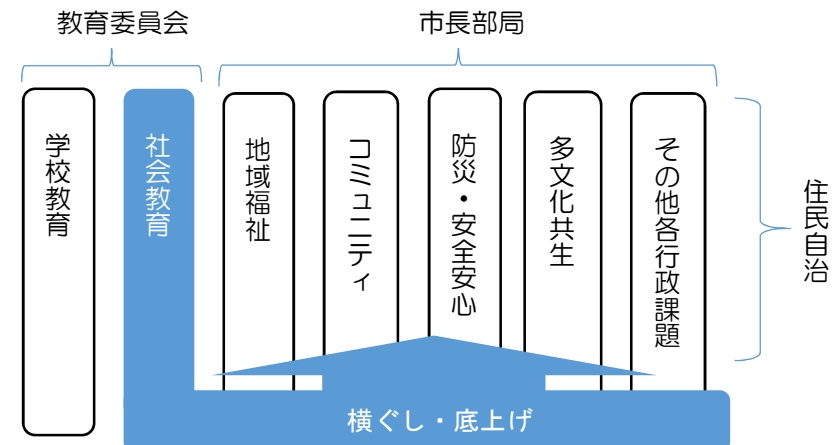 教育委員会
市長部局
学校教育
社会教育
地域福祉
コミュニティ
防災・安全安心
多文化共生
その他各行政課題
住民自治
横ぐし・底上げ